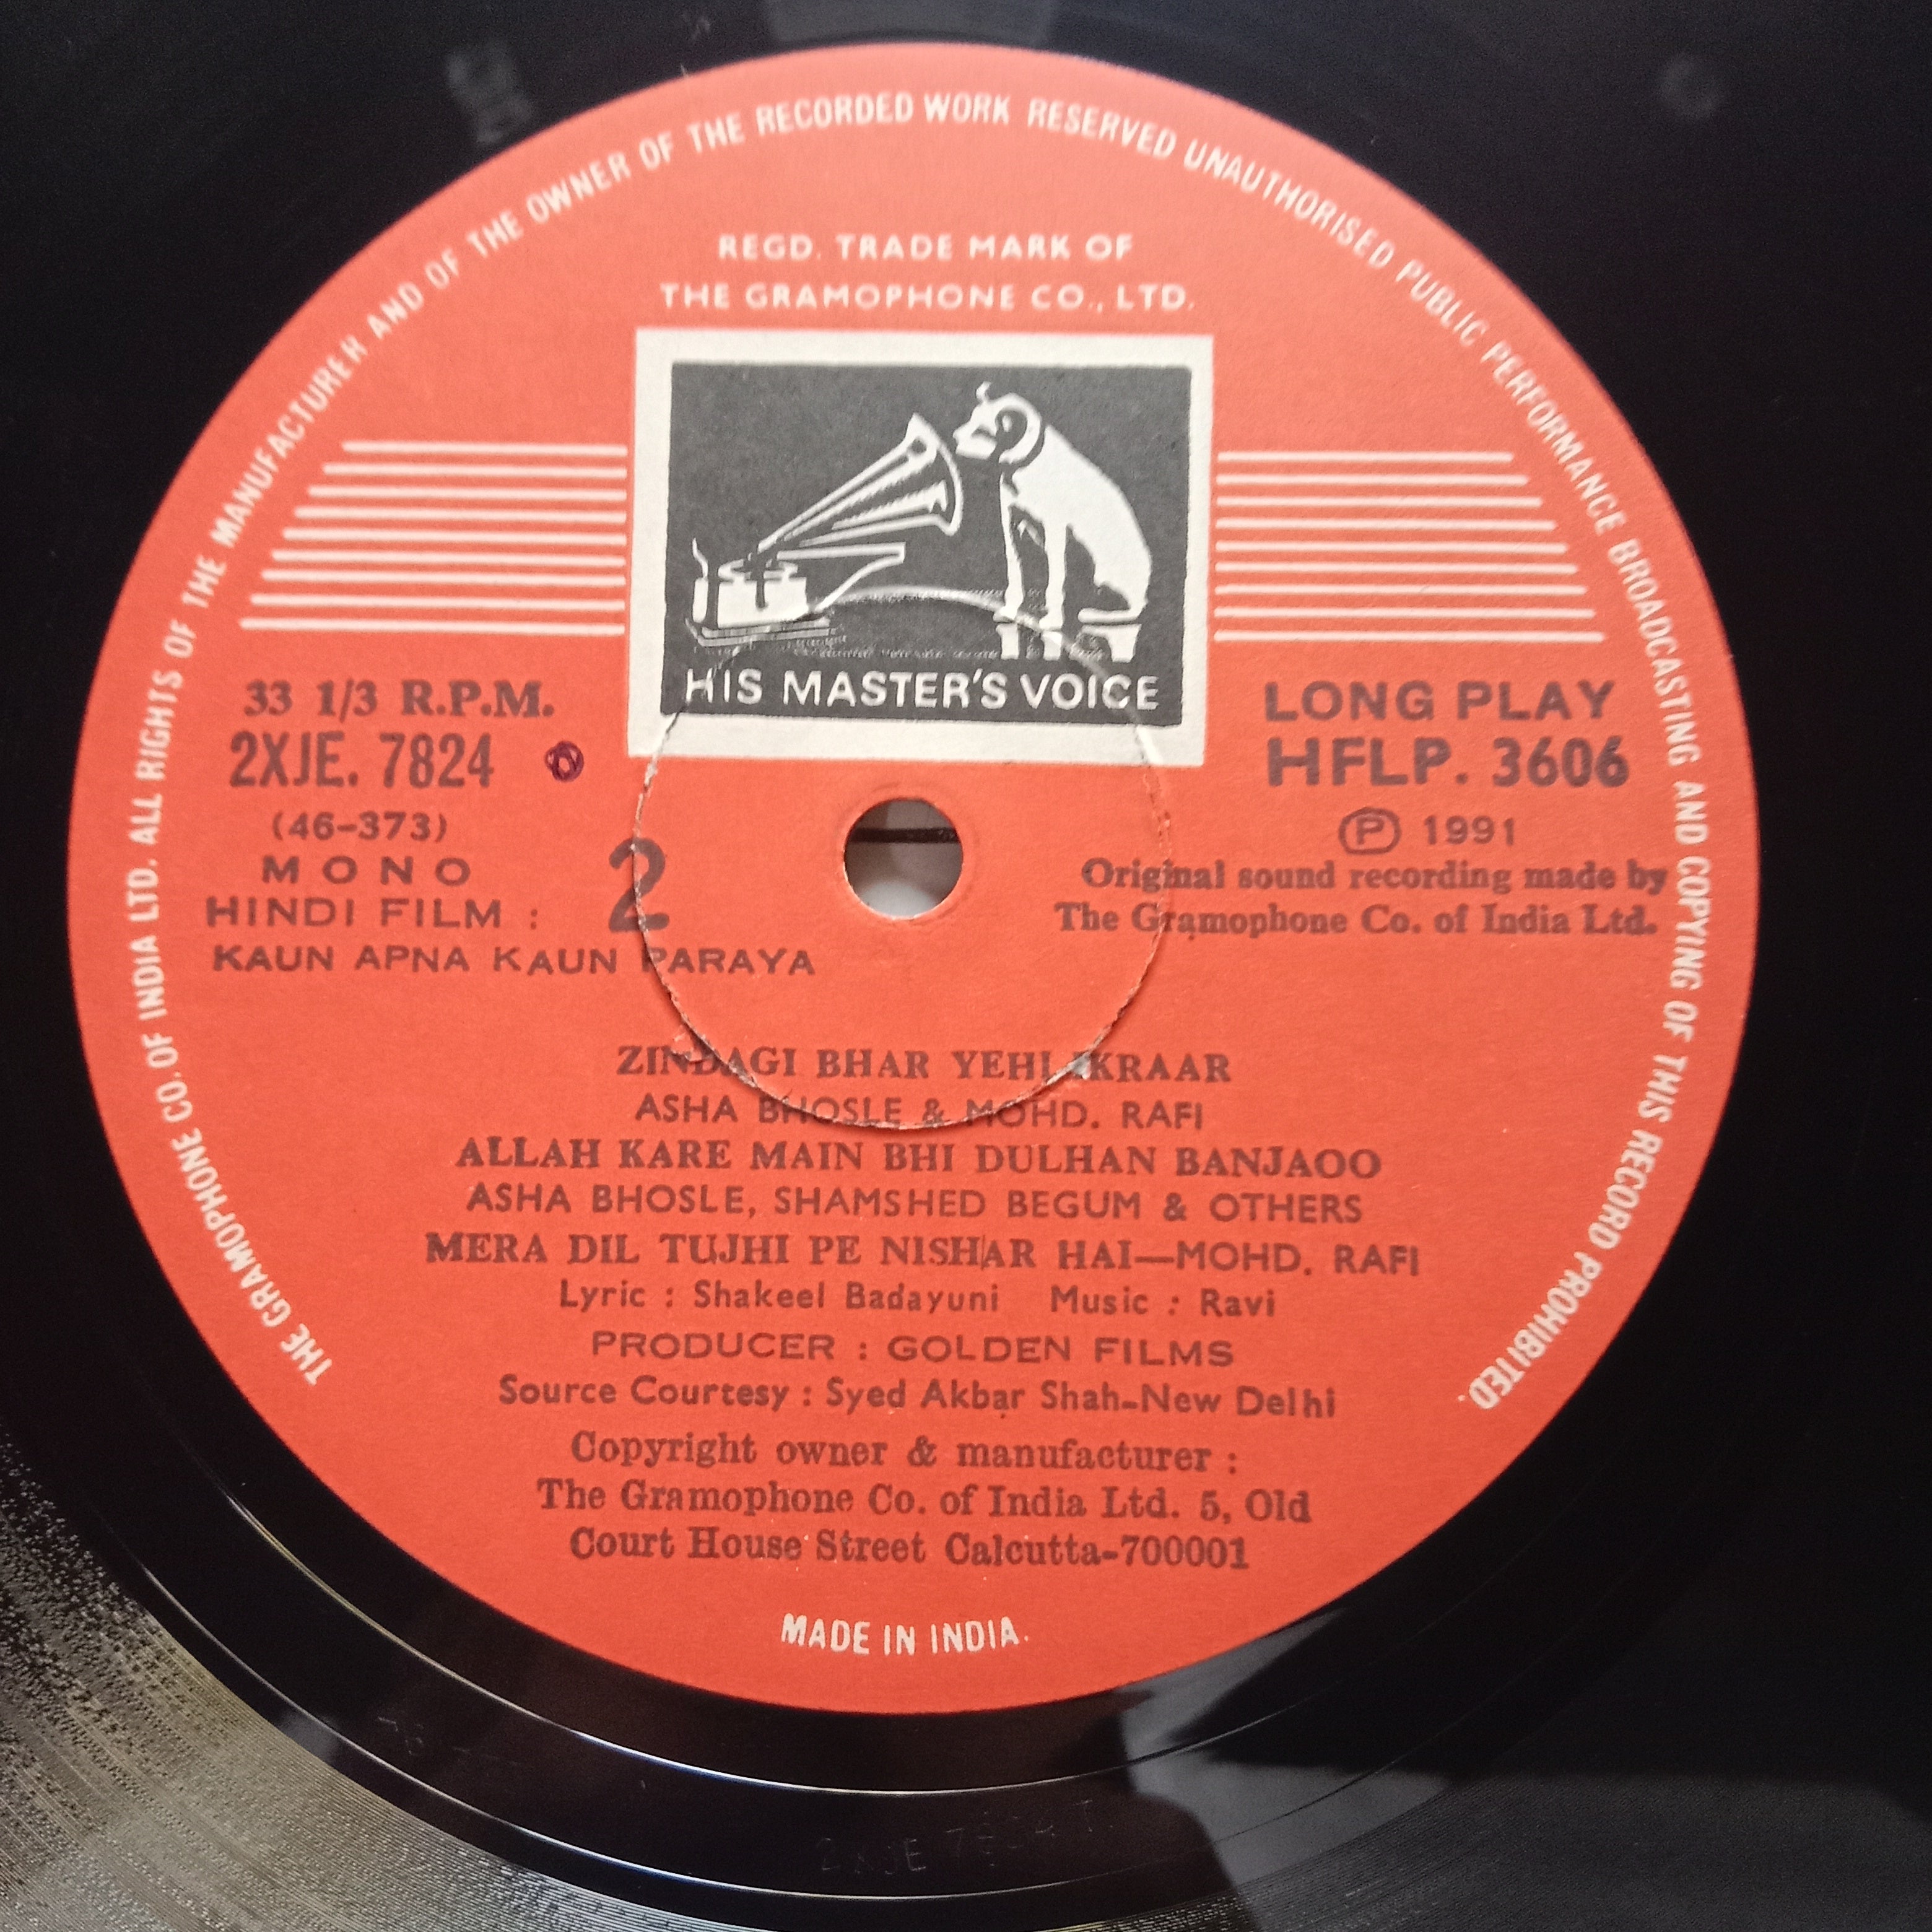 THE GRAMOPHONE CO. OF INDIA LTD. ALL RIGHTS OF THE MANUFACTURER AND OF THE OWNER OF THE RECORDED WORK RESERVED UNAUTHORISED PUBLIC PERFORMANCE BROADCASTING AND COPYING OF THIS RECORD PROHIBITED.
REGD. TRADE MARK OF
THE GRAMOPHONE CO., LTD.
HIS MASTER'S VOICE
33 1/3 R.P.M.
2XJE. 7824
(46-373)
MONO
HINDI FILM :
KAUN APNA KAUN PARAYA
2
LONG PLAY
HFLP. 3606
Ⓟ 1991
Original sound recording made by
The Gramophone Co. of India Ltd.
ZINDAGI BHAR YEHI IKRAAR
ASHA BHOSLE & MOHD. RAFI
ALLAH KARE MAIN BHI DULHAN BANJAOO
ASHA BHOSLE, SHAMSHED BEGUM & OTHERS
MERA DIL TUJHI PE NISHAR HAI—MOHD. RAFI
Lyric : Shakeel Badayuni Music : Ravi
PRODUCER : GOLDEN FILMS
Source Courtesy : Syed Akbar Shah-New Delhi
Copyright owner & manufacturer :
The Gramophone Co. of India Ltd. 5, Old
Court House Street Calcutta-700001
MADE IN INDIA.